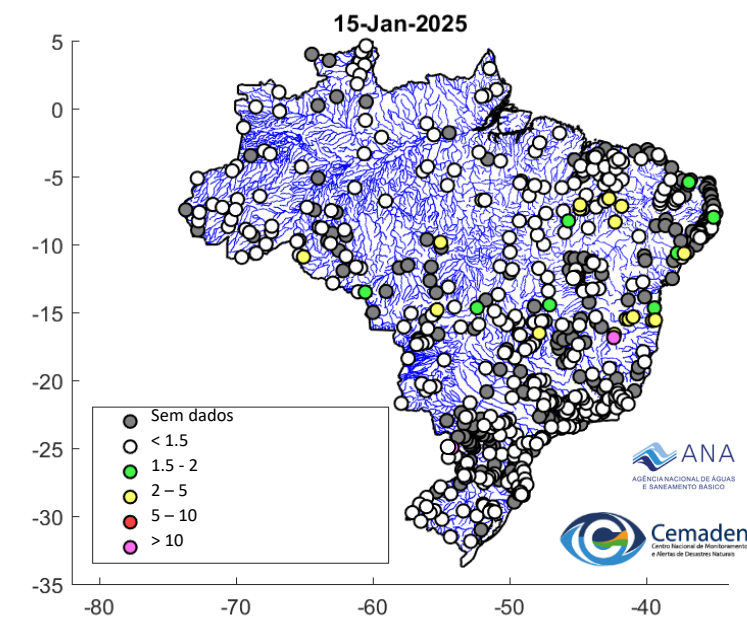 15-Jan-2025
5
0
-5
-10
-15
-20
-25
-30
-35
-80
-70
-60
-50
-40
Sem dados
< 1.5
1.5 - 2
2 – 5
5 – 10
> 10
ANA
AGÊNCIA NACIONAL DE ÁGUAS
E SANEAMENTO BÁSICO
Cemaden
Centro Nacional de Monitoramento
e Alertas de Desastres Naturais